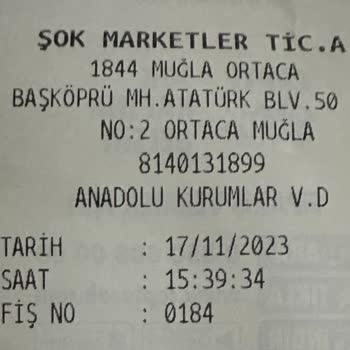 ŞOK MARKETLER TİC.A
1844 MUĞLA ORTACA
BAŞKÖPRÜ MH.ATATÜRK BLV.50
NO:2 ORTACA MUĞLA
8140131899
ANADOLU KURUMLAR V.D
TARİH : 17/11/2023
SAAT : 15:39:34
FİŞ NO : 0184